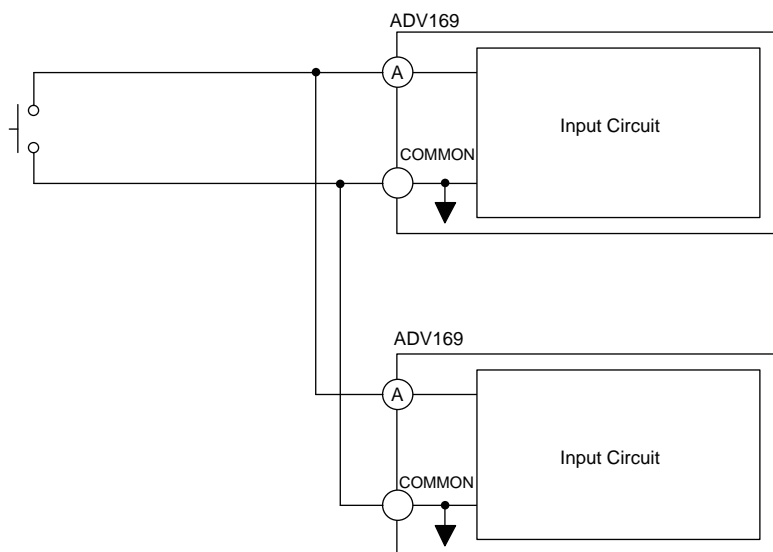 ADV169
A
Input Circuit
COMMON
ADV169
A
Input Circuit
COMMON